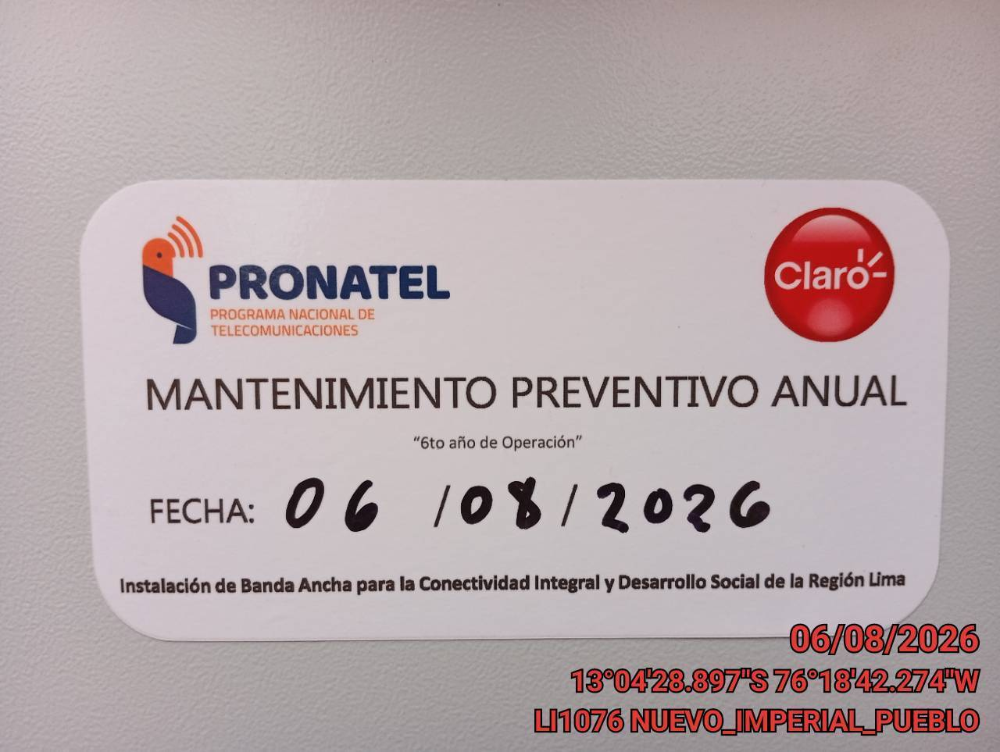 PRONATEL
PROGRAMA NACIONAL DE
TELECOMUNICACIONES
Claro
MANTENIMIENTO PREVENTIVO ANUAL
“6to año de Operación”
FECHA: 06 /08/2026
Instalación de Banda Ancha para la Conectividad Integral y Desarrollo Social de la Región Lima
06/08/2026
13°04'28.897"S 76°18'42.274"W
LI1076 NUEVO_IMPERIAL_PUEBLO